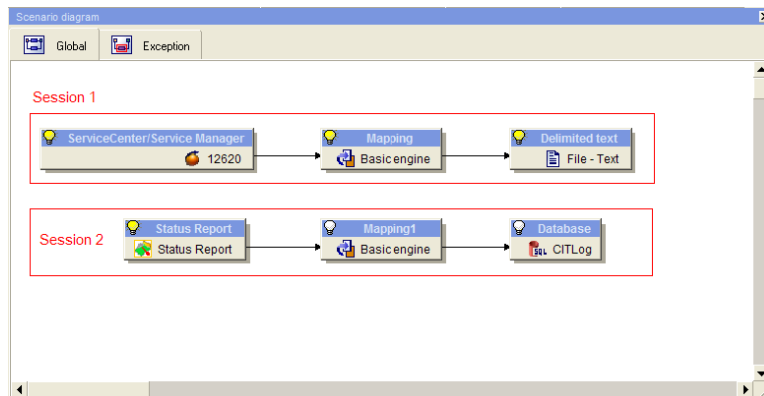 Scenario diagram
Global Exception
Session 1
ServiceCenter/Service Manager Mapping Delimited text
12620 Basic engine File - Text
Session 2
Status Report Mapping1 Database
Status Report Basic engine SQL CITLog